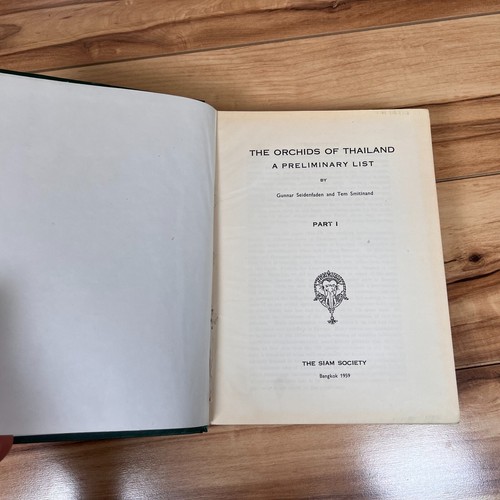 THE ORCHIDS OF THAILAND
A PRELIMINARY LIST
BY
Gunnar Seidenfaden and Tem Smitinand
PART I
THE SIAM SOCIETY
Bangkok 1959